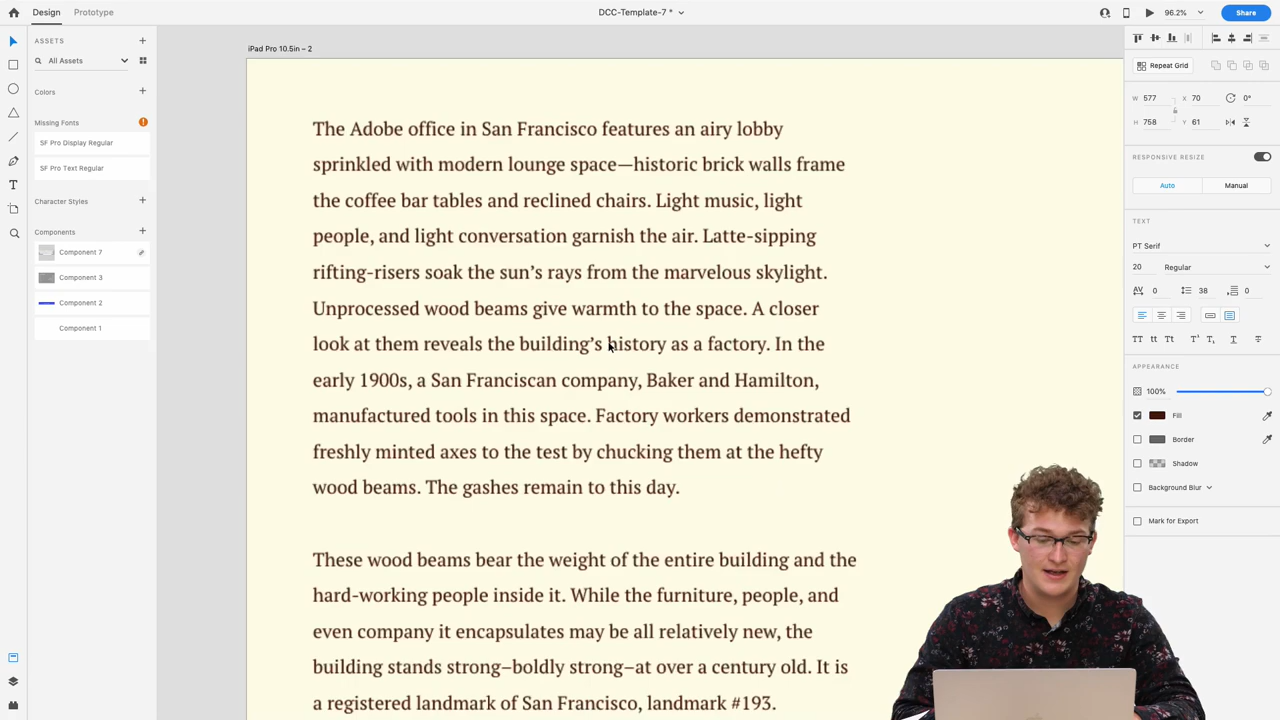 Design Prototype
DCC-Template-7 *
96.2%
Share
ASSETS
All Assets
Colors
Missing Fonts
SF Pro Display Regular
SF Pro Text Regular
Character Styles
Components
Component 7
Component 3
Component 2
Component 1
iPad Pro 10.5in – 2
The Adobe office in San Francisco features an airy lobby
sprinkled with modern lounge space—historic brick walls frame
the coffee bar tables and reclined chairs. Light music, light
people, and light conversation garnish the air. Latte-sipping
rifting-risers soak the sun’s rays from the marvelous skylight.
Unprocessed wood beams give warmth to the space. A closer
look at them reveals the building’s history as a factory. In the
early 1900s, a San Franciscan company, Baker and Hamilton,
manufactured tools in this space. Factory workers demonstrated
freshly minted axes to the test by chucking them at the hefty
wood beams. The gashes remain to this day.
These wood beams bear the weight of the entire building and the
hard-working people inside it. While the furniture, people, and
even company it encapsulates may be all relatively new, the
building stands strong–boldly strong–at over a century old. It is
a registered landmark of San Francisco, landmark #193.
Repeat Grid
W 577 X 70 0°
H 758 Y 61
RESPONSIVE RESIZE
Auto Manual
TEXT
PT Serif
20 Regular
AV 0 38 0
TT tt Tt T T T T
APPEARANCE
100%
Fill
Border
Shadow
Background Blur
Mark for Export